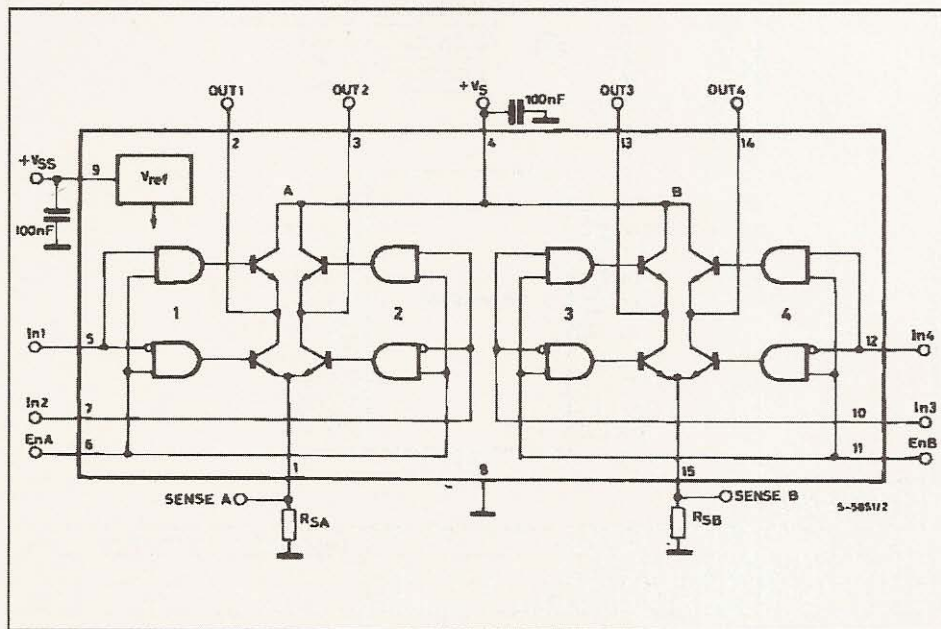 OUT1 OUT2 +VS 100nF OUT3 OUT4
2 3 4 13 14
+VSS 9 Vref A B
100nF
1 2 3 4
In1 5 12 In4
In2 7 10 In3
EnA 6 11 EnB
1 8 15
SENSE A SENSE B
RSA RSB S-5851/2